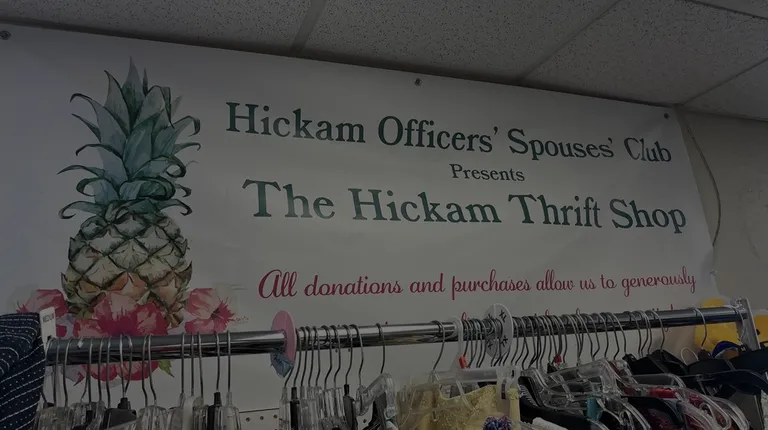 Hickam Officers' Spouses' Club
Presents
The Hickam Thrift Shop
All donations and purchases allow us to generously